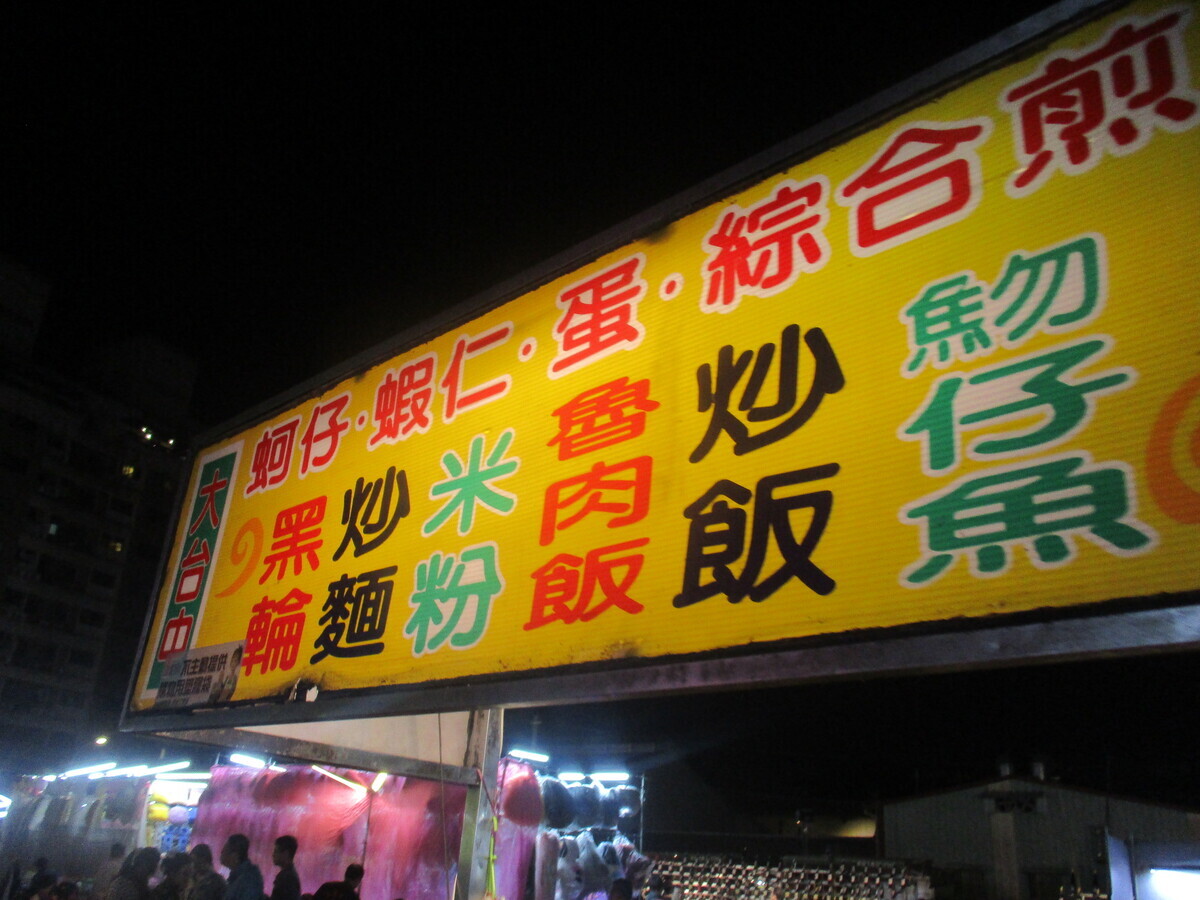 大台中
蚵仔·蝦仁·蛋·綜合煎
黑輪
炒麵
米粉
魯肉飯
炒飯
魩仔魚